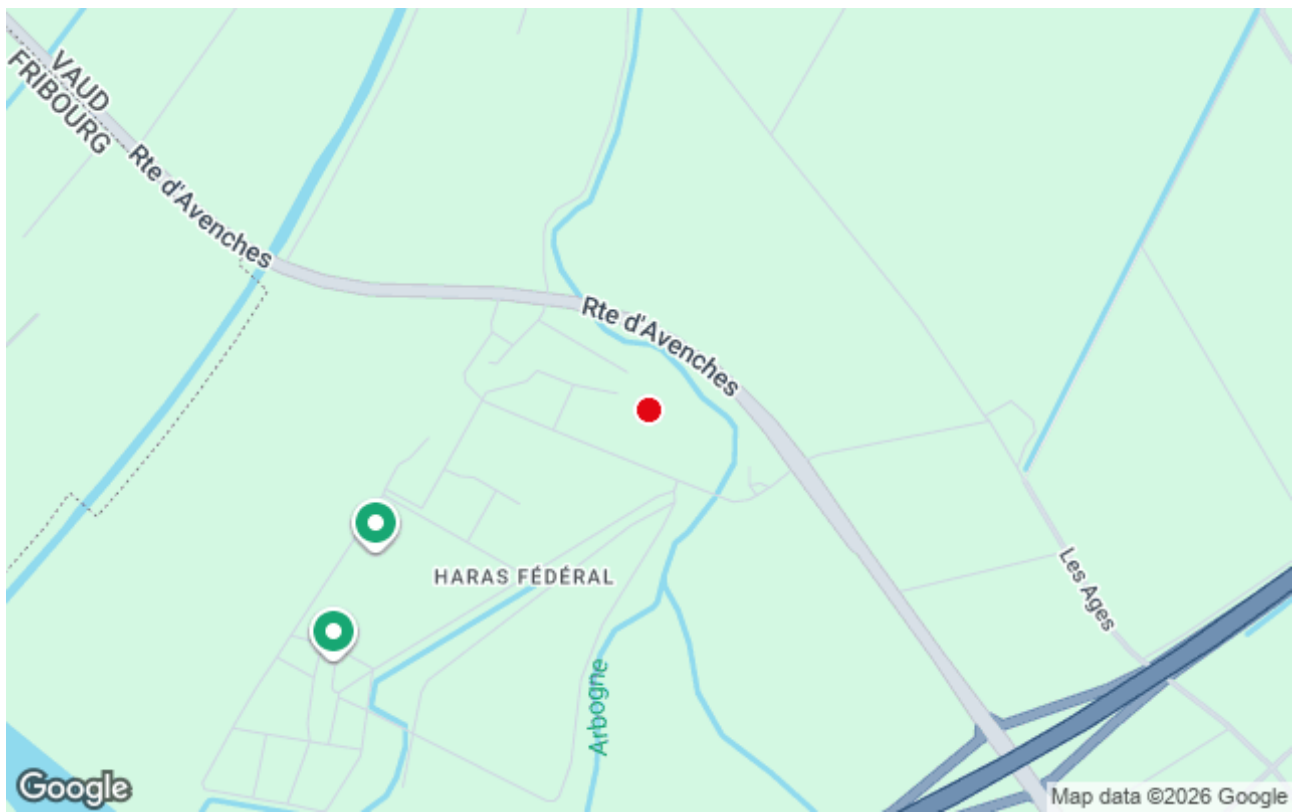 VAUD
FRIBOURG
Rte d'Avenches
Rte d'Avenches
HARAS FÉDÉRAL
Les Ages
Arbogne
Google
Map data ©2026 Google